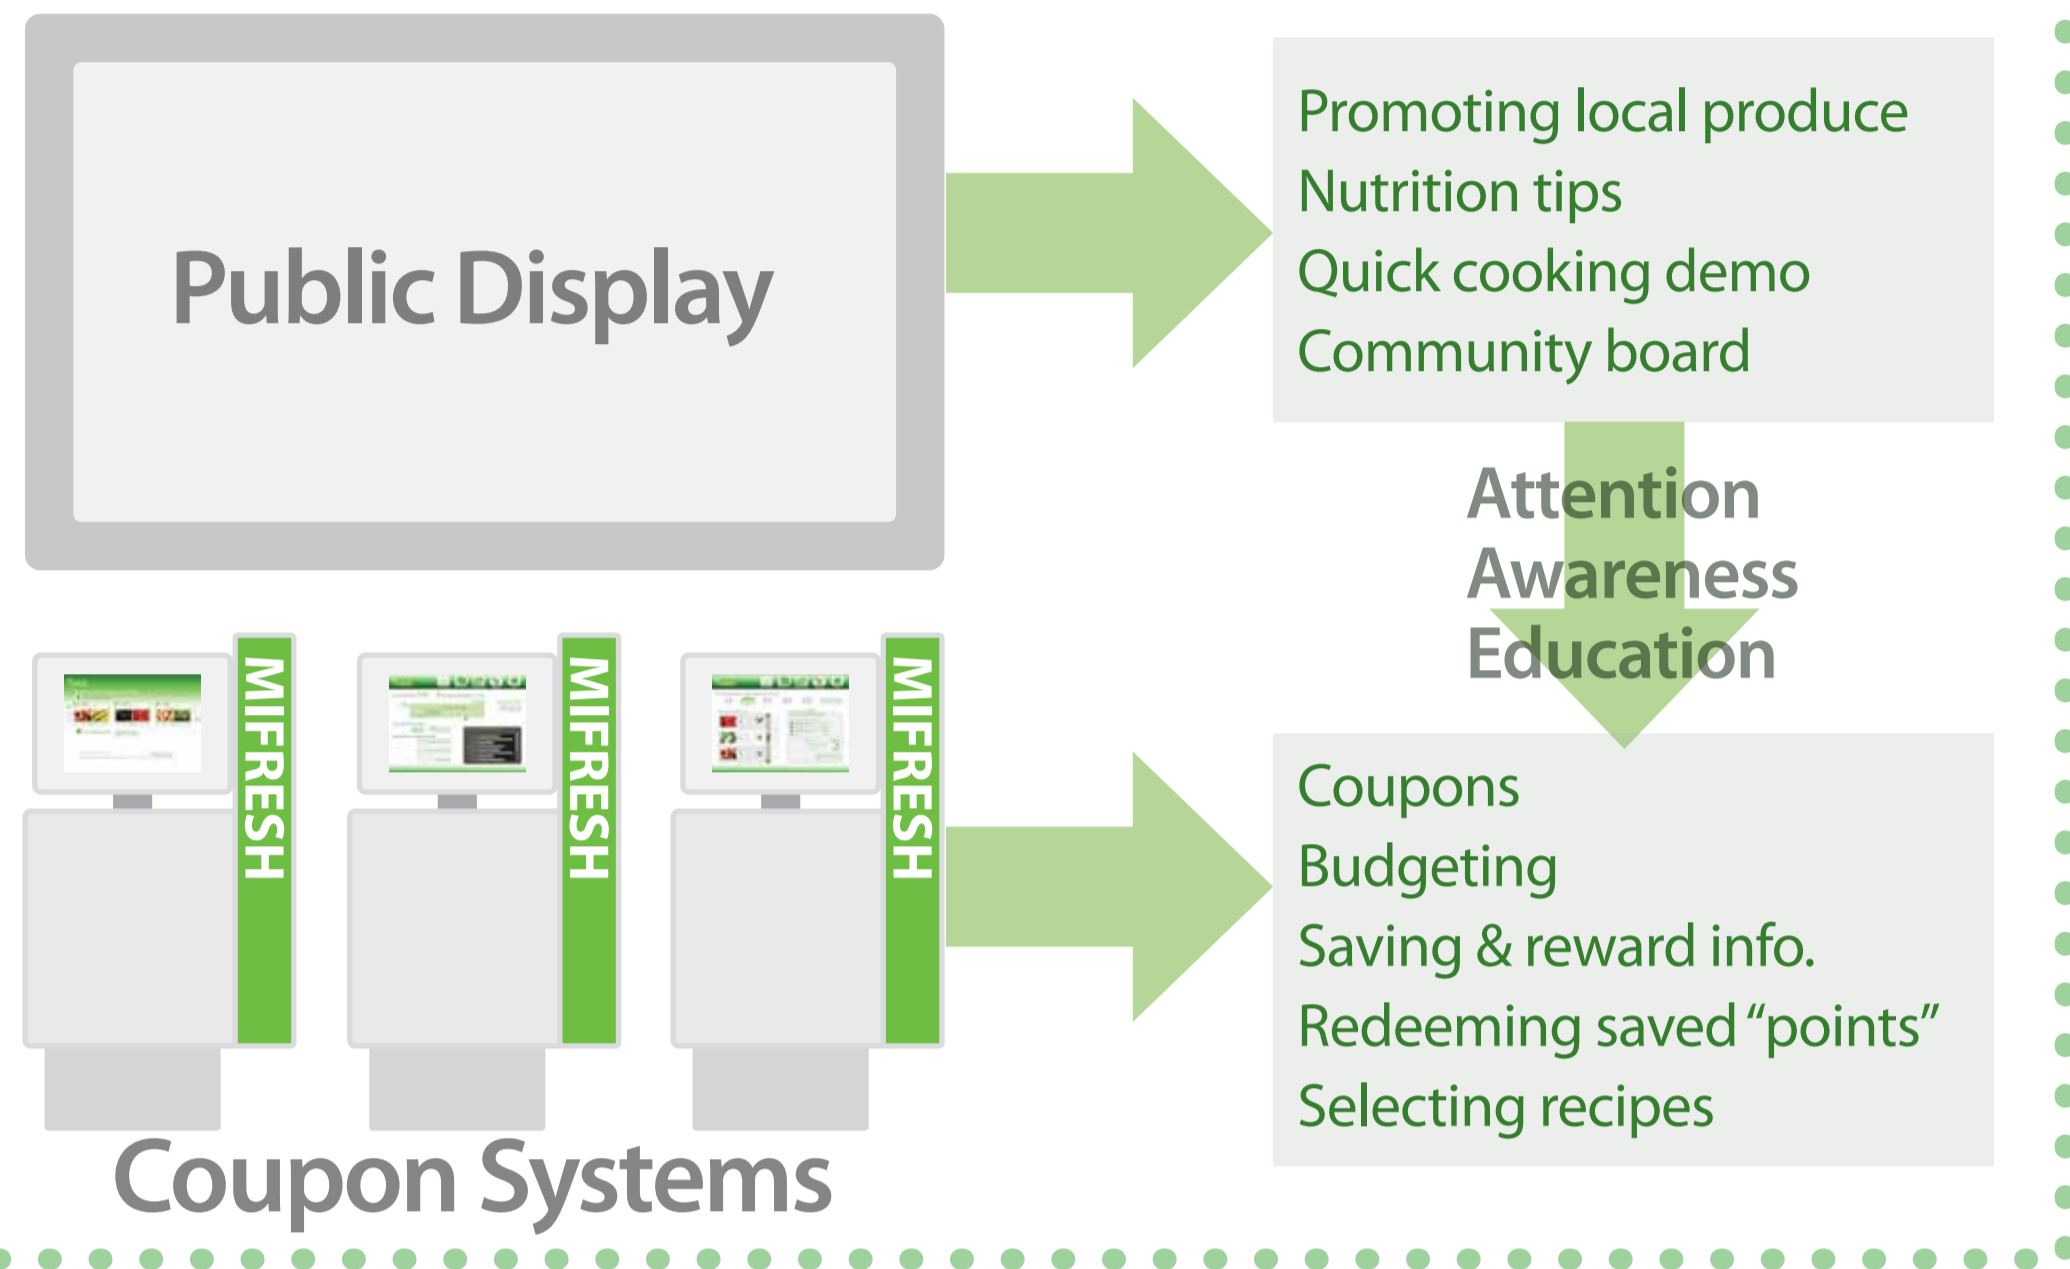 Public Display
Promoting local produce
Nutrition tips
Quick cooking demo
Community board
Attention
Awareness
Education
MIFRESH
MIFRESH
MIFRESH
Coupon Systems
Coupons
Budgeting
Saving & reward info.
Redeeming saved “points”
Selecting recipes